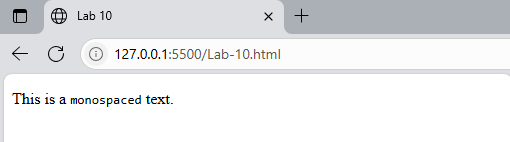 Lab 10
127.0.0.1:5500/Lab-10.html
This is a monospaced text.